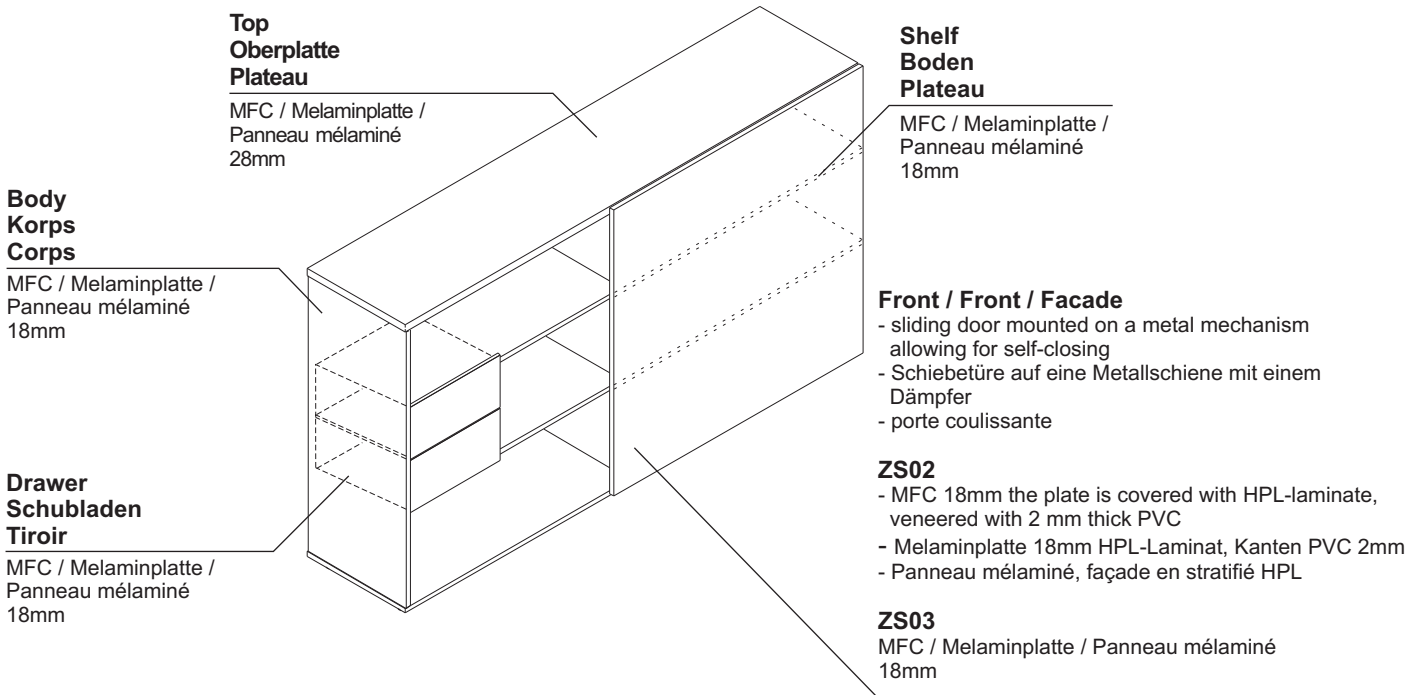 Top
Oberplatte
Plateau
MFC / Melaminplatte /
Panneau mélaminé
28mm
Shelf
Boden
Plateau
MFC / Melaminplatte /
Panneau mélaminé
18mm
Body
Korps
Corps
MFC / Melaminplatte /
Panneau mélaminé
18mm
Drawer
Schubladen
Tiroir
MFC / Melaminplatte /
Panneau mélaminé
18mm
Front / Front / Facade
- sliding door mounted on a metal mechanism
allowing for self-closing
- Schiebetüre auf eine Metallschiene mit einem
Dämpfer
- porte coulissante
ZS02
- MFC 18mm the plate is covered with HPL-laminate,
veneered with 2 mm thick PVC
- Melaminplatte 18mm HPL-Laminat, Kanten PVC 2mm
- Panneau mélaminé, façade en stratifié HPL
ZS03
MFC / Melaminplatte / Panneau mélaminé
18mm